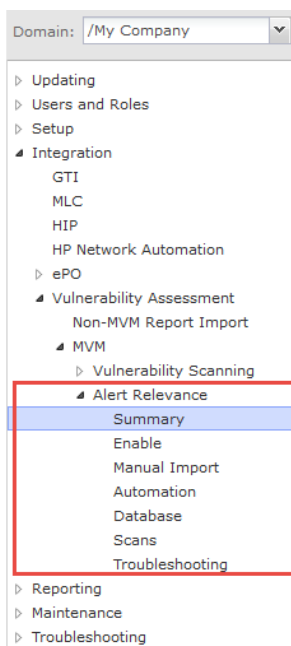 Domain: /My Company
Updating
Users and Roles
Setup
Integration
GTI
MLC
HIP
HP Network Automation
ePO
Vulnerability Assessment
Non-MVM Report Import
MVM
Vulnerability Scanning
Alert Relevance
Summary
Enable
Manual Import
Automation
Database
Scans
Troubleshooting
Reporting
Maintenance
Troubleshooting